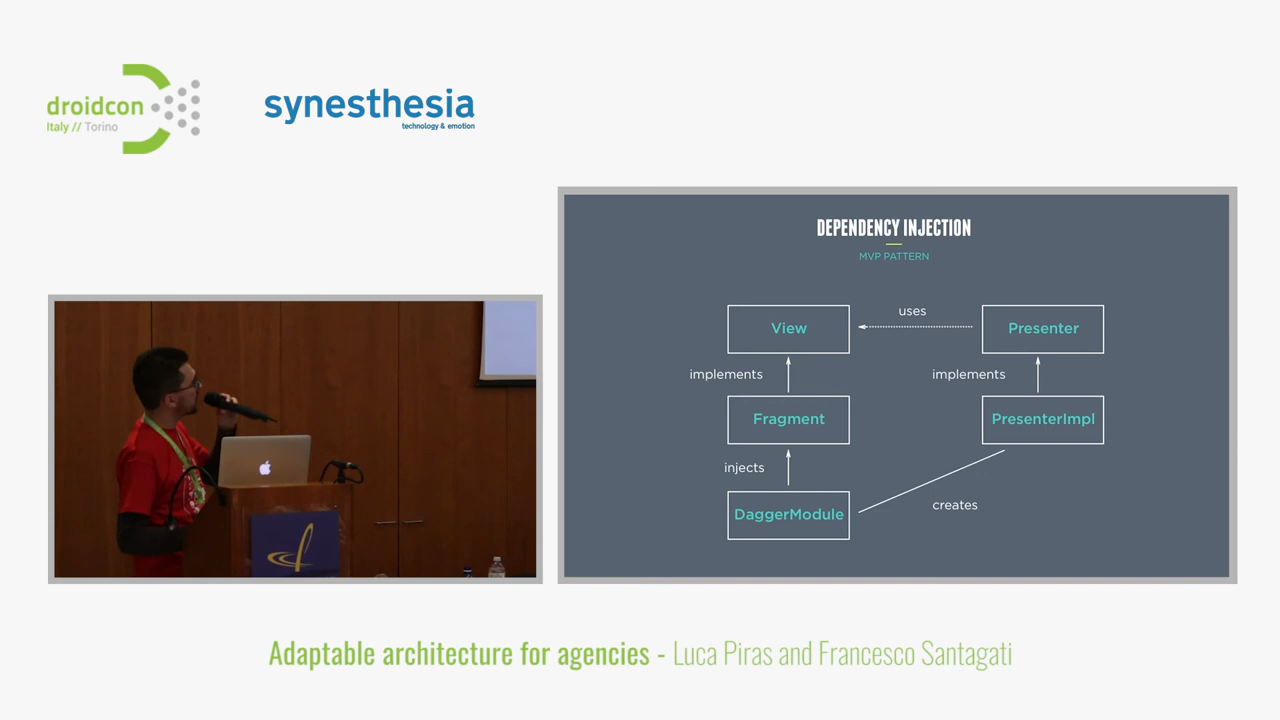 droidcon
Italy // Torino
synesthesia
technology & emotion
DEPENDENCY INJECTION
MVP PATTERN
View
uses
Presenter
implements
implements
Fragment
PresenterImpl
injects
DaggerModule
creates
Adaptable architecture for agencies - Luca Piras and Francesco Santagati